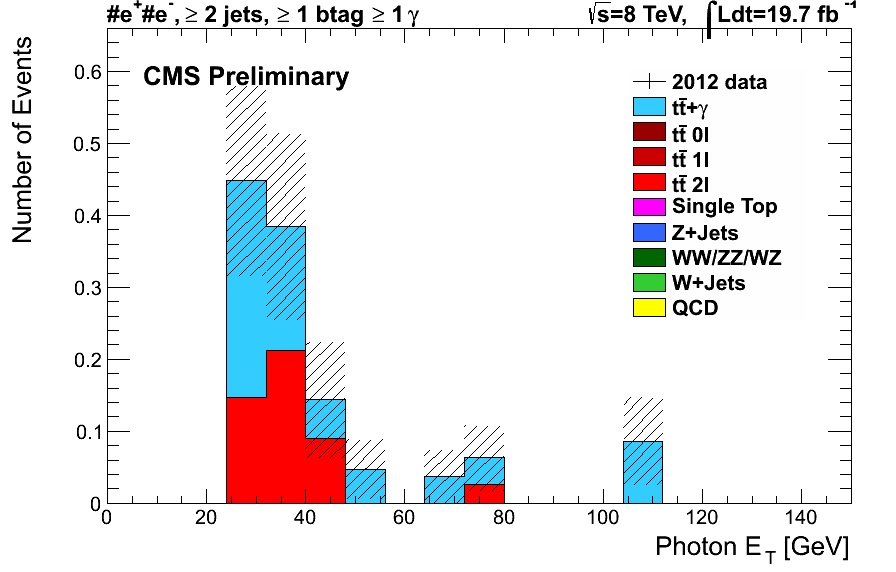 #e⁺#e⁻, ≥ 2 jets, ≥ 1 btag ≥ 1 γ
√s=8 TeV, ∫Ldt=19.7 fb⁻¹
CMS Preliminary
2012 data
tt̄+γ
tt̄ 0l
tt̄ 1l
tt̄ 2l
Single Top
Z+Jets
WW/ZZ/WZ
W+Jets
QCD
Number of Events
0.6
0.5
0.4
0.3
0.2
0.1
0
0 20 40 60 80 100 120 140
Photon E_T [GeV]